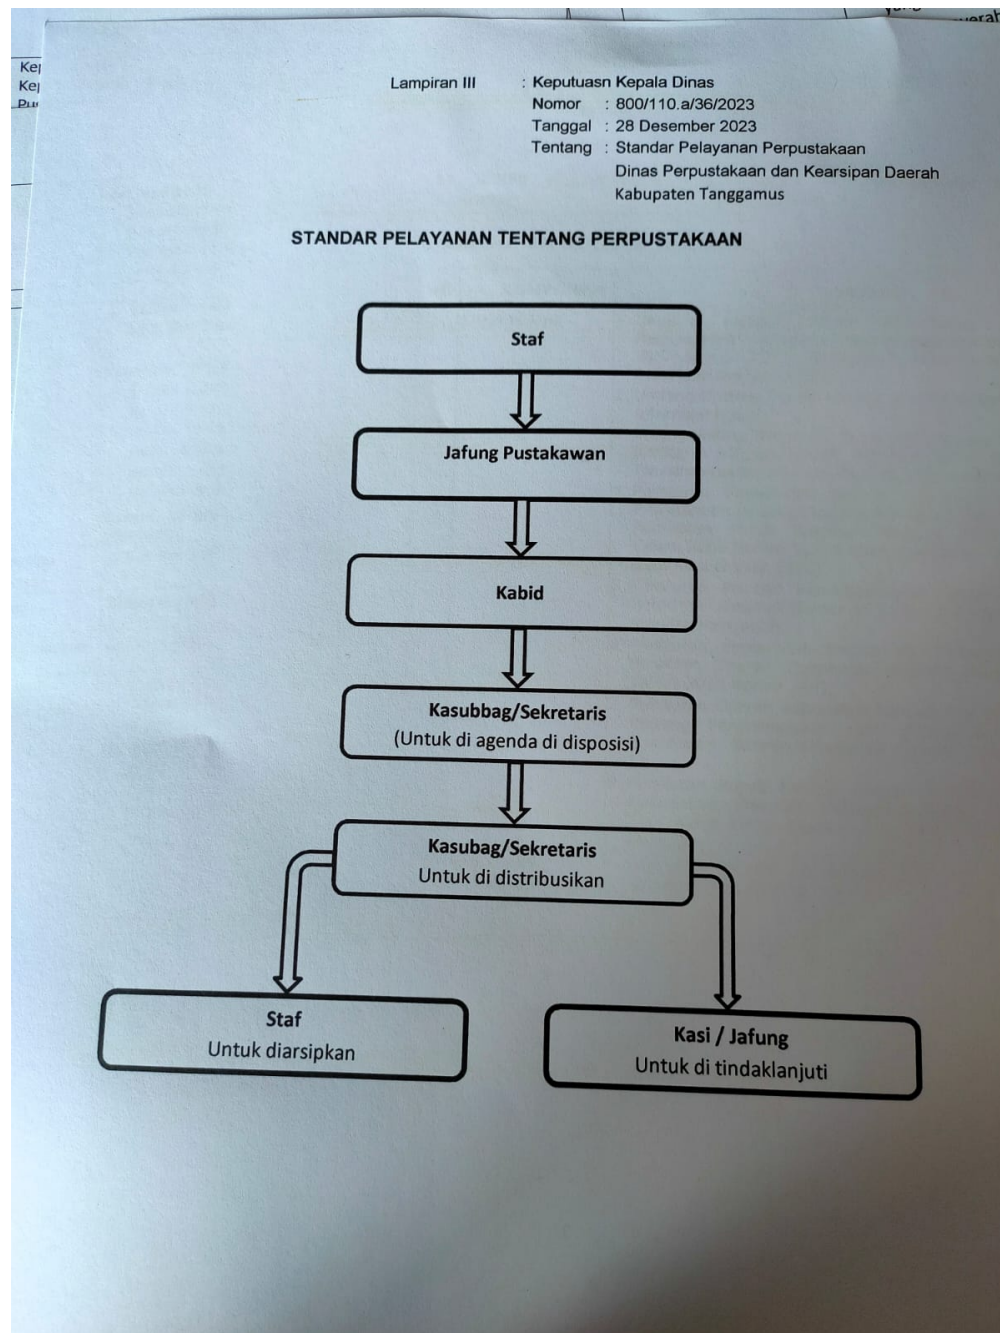 Lampiran III : Keputuasn Kepala Dinas
Nomor : 800/110.a/36/2023
Tanggal : 28 Desember 2023
Tentang : Standar Pelayanan Perpustakaan
Dinas Perpustakaan dan Kearsipan Daerah
Kabupaten Tanggamus
STANDAR PELAYANAN TENTANG PERPUSTAKAAN
Staf
Jafung Pustakawan
Kabid
Kasubbag/Sekretaris
(Untuk di agenda di disposisi)
Kasubag/Sekretaris
Untuk di distribusikan
Staf
Untuk diarsipkan
Kasi / Jafung
Untuk di tindaklanjuti